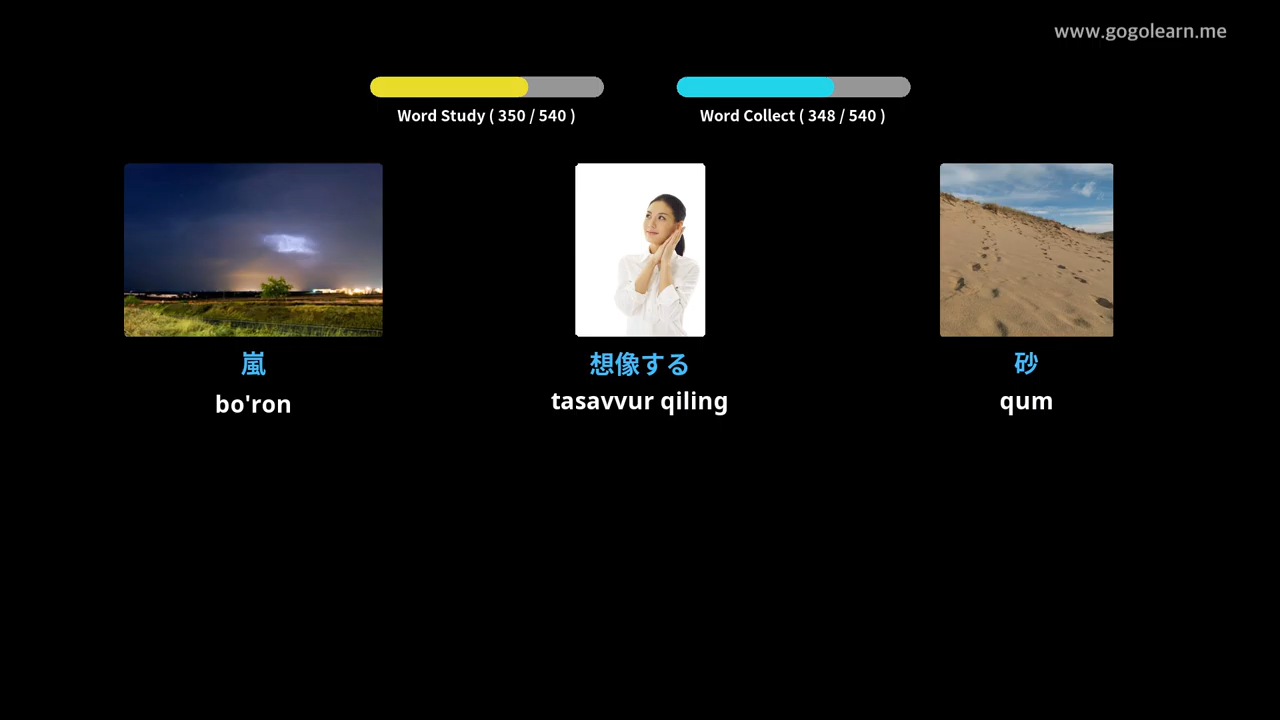 www.gogolearn.me
Word Study ( 350 / 540 )
Word Collect ( 348 / 540 )
嵐
想像する
砂
bo'ron
tasavvur qiling
qum